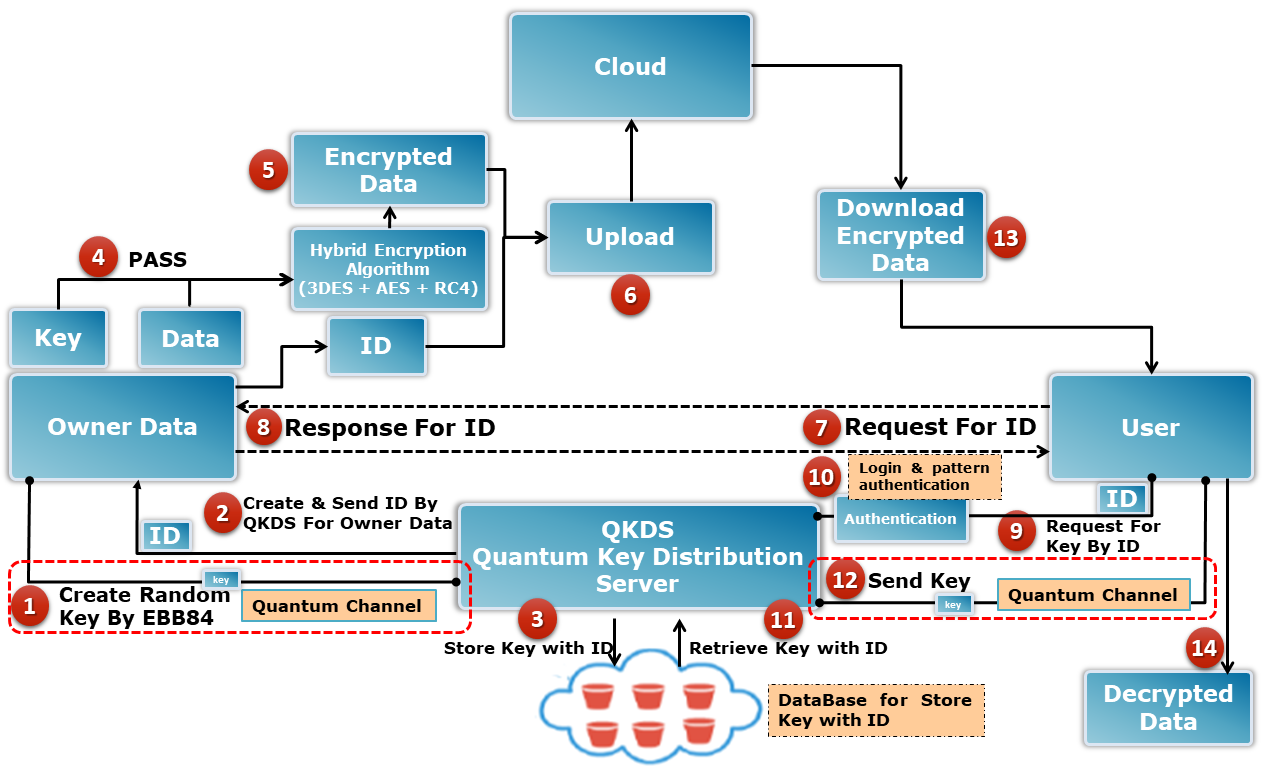 Cloud
5
Encrypted
Data
Download
Encrypted
Data
13
Upload
6
4
PASS
Hybrid Encryption
Algorithm
(3DES + AES + RC4)
Key
Data
ID
Owner Data
User
8
Response For ID
7
Request For ID
10
Login & pattern
authentication
2
Create & Send ID By
QKDS For Owner Data
ID
QKDS
Quantum Key Distribution
Server
Authentication
ID
9
Request For
Key By ID
1
Create Random
Key By EBB84
key
Quantum Channel
12
Send Key
key
Quantum Channel
3
Store Key with ID
11
Retrieve Key with ID
14
DataBase for Store
Key with ID
Decrypted
Data